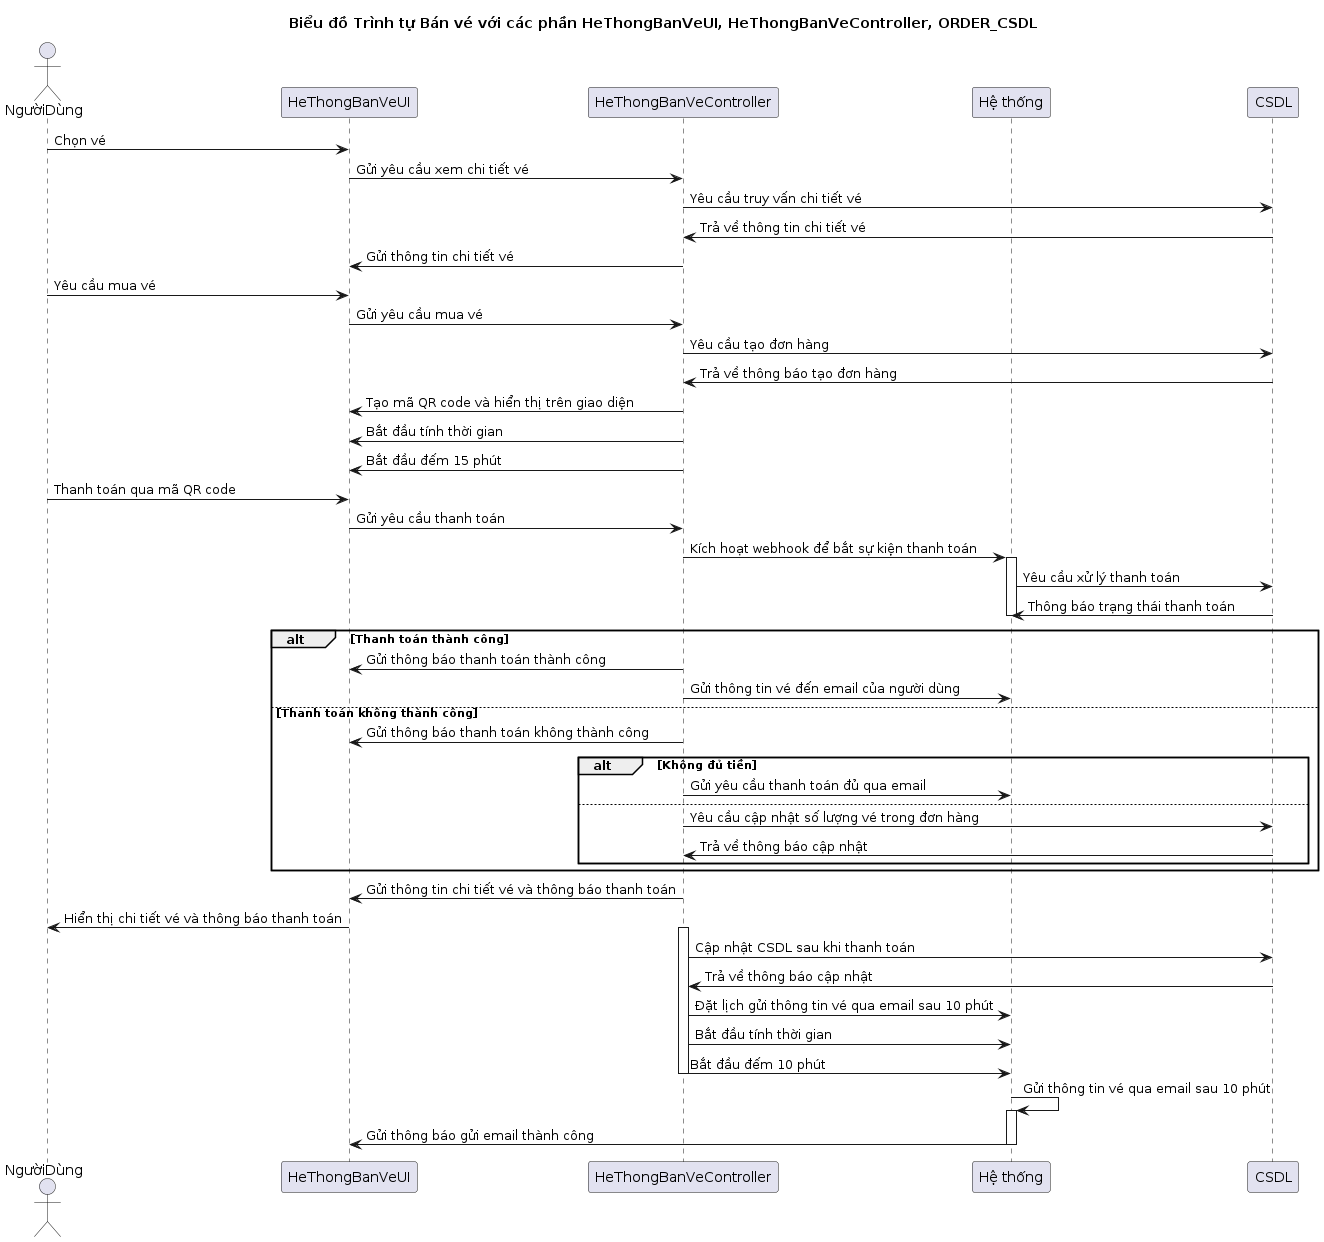 Biểu đồ Trình tự Bán vé với các phần HeThongBanVeUI, HeThongBanVeController, ORDER_CSDL
NgườiDùng
HeThongBanVeUI
HeThongBanVeController
Hệ thống
CSDL
Chọn vé
Gửi yêu cầu xem chi tiết vé
Yêu cầu truy vấn chi tiết vé
Trả về thông tin chi tiết vé
Gửi thông tin chi tiết vé
Yêu cầu mua vé
Gửi yêu cầu mua vé
Yêu cầu tạo đơn hàng
Trả về thông báo tạo đơn hàng
Tạo mã QR code và hiển thị trên giao diện
Bắt đầu tính thời gian
Bắt đầu đếm 15 phút
Thanh toán qua mã QR code
Gửi yêu cầu thanh toán
Kích hoạt webhook để bắt sự kiện thanh toán
Yêu cầu xử lý thanh toán
Thông báo trạng thái thanh toán
alt [Thanh toán thành công]
Gửi thông báo thanh toán thành công
Gửi thông tin vé đến email của người dùng
[Thanh toán không thành công]
Gửi thông báo thanh toán không thành công
alt [Không đủ tiền]
Gửi yêu cầu thanh toán đủ qua email
Yêu cầu cập nhật số lượng vé trong đơn hàng
Trả về thông báo cập nhật
Gửi thông tin chi tiết vé và thông báo thanh toán
Hiển thị chi tiết vé và thông báo thanh toán
Cập nhật CSDL sau khi thanh toán
Trả về thông báo cập nhật
Đặt lịch gửi thông tin vé qua email sau 10 phút
Bắt đầu tính thời gian
Bắt đầu đếm 10 phút
Gửi thông tin vé qua email sau 10 phút
Gửi thông báo gửi email thành công
NgườiDùng
HeThongBanVeUI
HeThongBanVeController
Hệ thống
CSDL